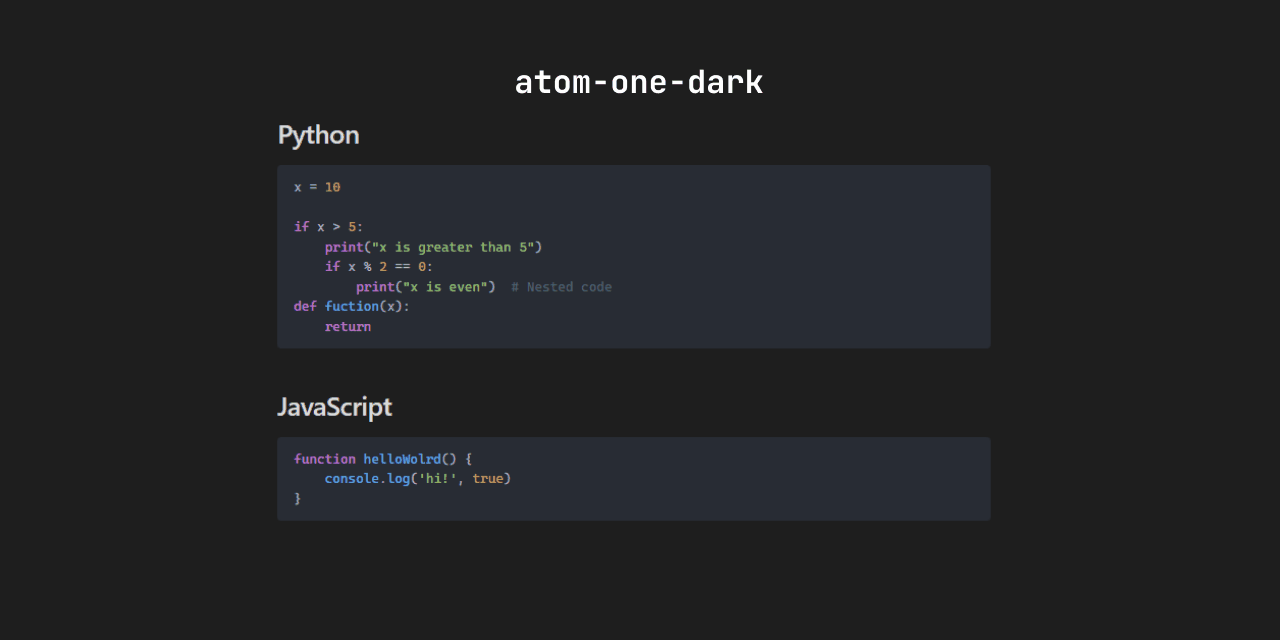 atom-one-dark
Python
x = 10
if x > 5:
    print("x is greater than 5")
    if x % 2 == 0:
        print("x is even")  # Nested code
def fuction(x):
    return
JavaScript
function helloWolrd() {
    console.log('hi!', true)
}